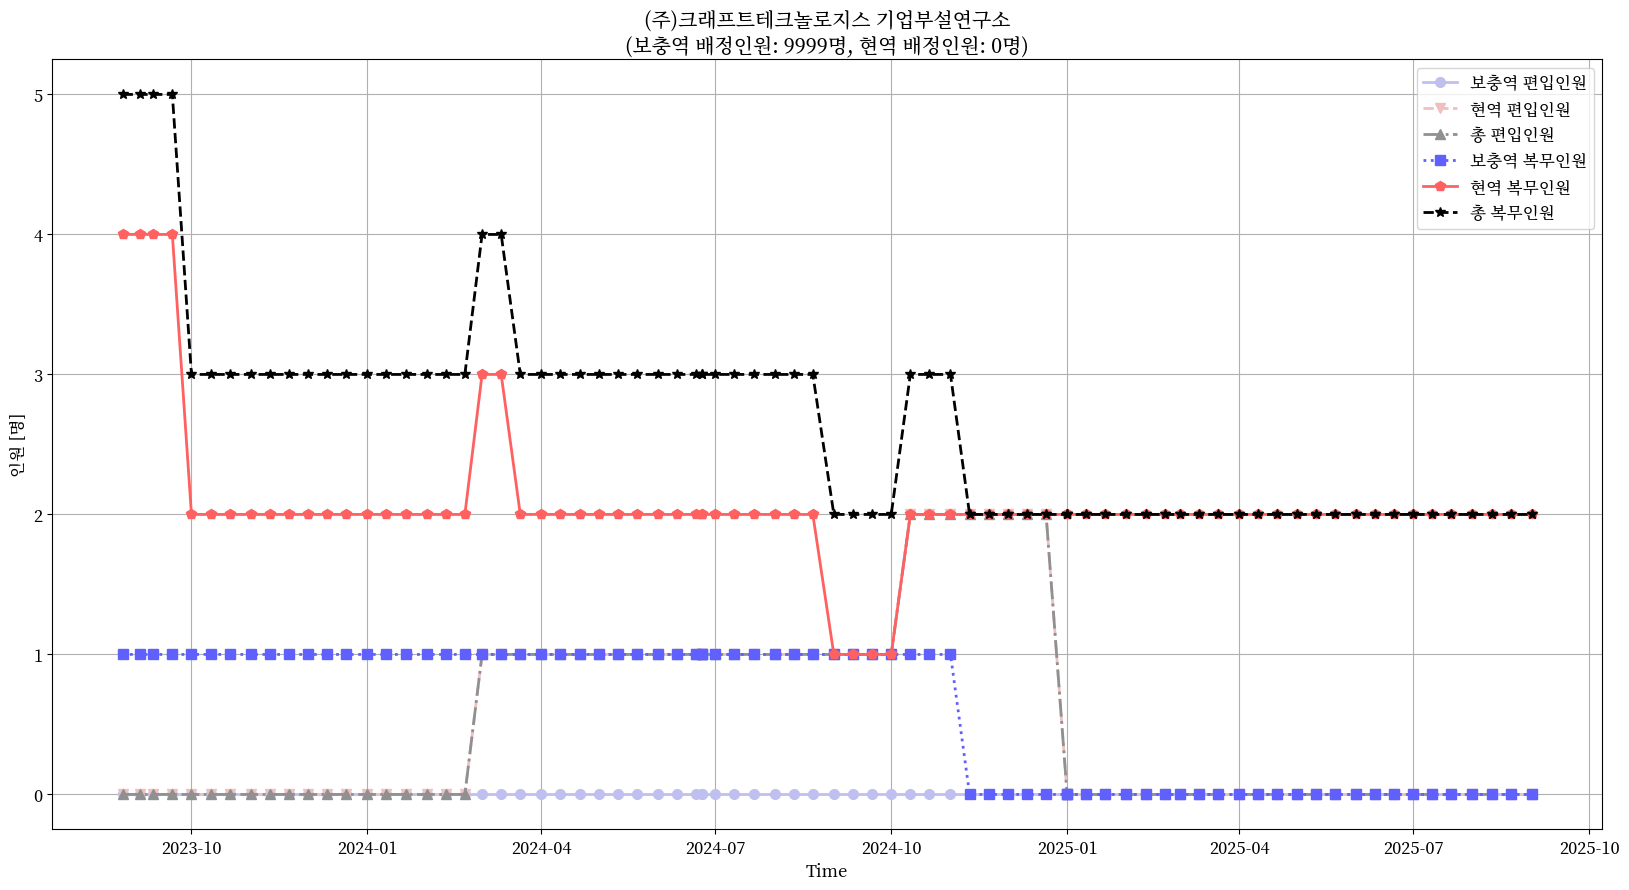 (주)크래프트테크놀로지스 기업부설연구소
(보충역 배정인원: 9999명, 현역 배정인원: 0명)
보충역 편입인원
현역 편입인원
총 편입인원
보충역 복무인원
현역 복무인원
총 복무인원
인원 [명]
5
4
3
2
1
0
2023-10
2024-01
2024-04
2024-07
2024-10
2025-01
2025-04
2025-07
2025-10
Time